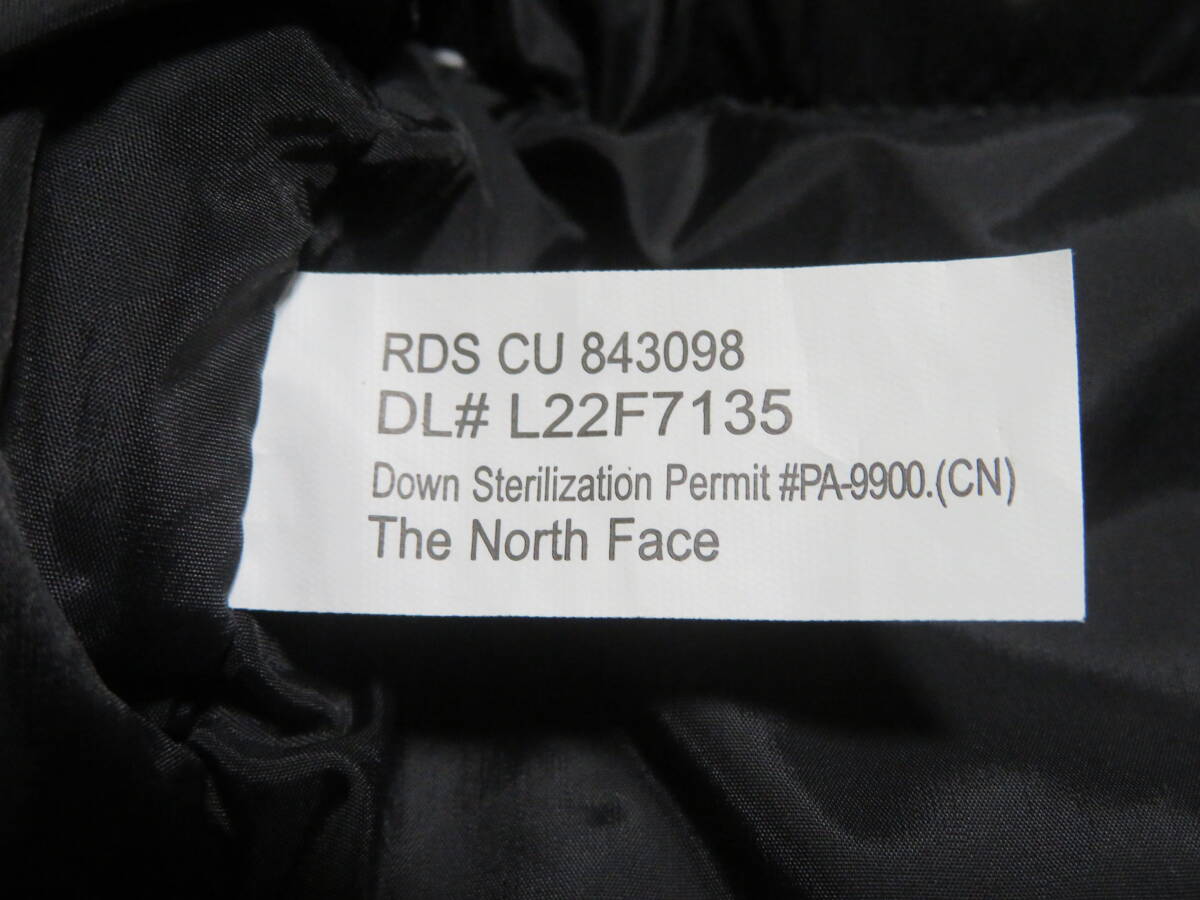 RDS CU 843098
DL# L22F7135
Down Sterilization Permit #PA-9900.(CN)
The North Face